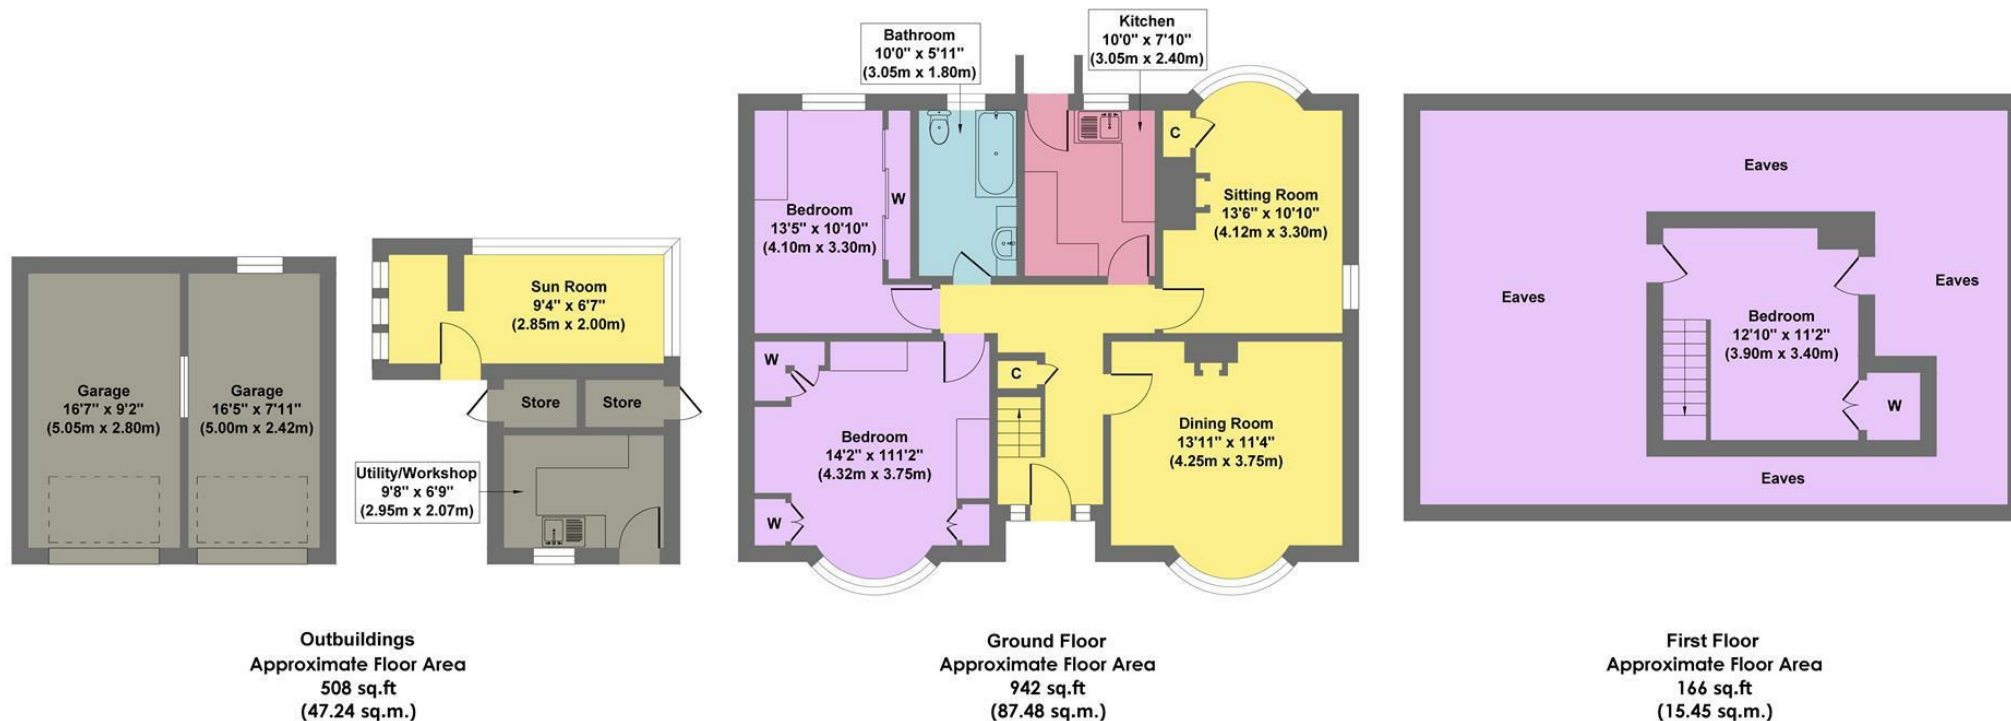 Garage
16'7" x 9'2"
(5.05m x 2.80m)
Garage
16'5" x 7'11"
(5.00m x 2.42m)
Sun Room
9'4" x 6'7"
(2.85m x 2.00m)
Store
Store
Utility/Workshop
9'8" x 6'9"
(2.95m x 2.07m)
Outbuildings
Approximate Floor Area
508 sq.ft
(47.24 sq.m.)
Bathroom
10'0" x 5'11"
(3.05m x 1.80m)
Kitchen
10'0" x 7'10"
(3.05m x 2.40m)
Bedroom
13'5" x 10'10"
(4.10m x 3.30m)
W
C
Sitting Room
13'6" x 10'10"
(4.12m x 3.30m)
W
C
Bedroom
14'2" x 111'2"
(4.32m x 3.75m)
W
Dining Room
13'11" x 11'4"
(4.25m x 3.75m)
Ground Floor
Approximate Floor Area
942 sq.ft
(87.48 sq.m.)
Eaves
Eaves
Eaves
Bedroom
12'10" x 11'2"
(3.90m x 3.40m)
W
Eaves
First Floor
Approximate Floor Area
166 sq.ft
(15.45 sq.m.)